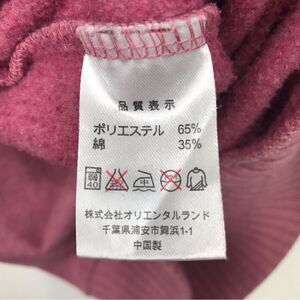 品質表示
ポリエステル 65%
綿 35%
弱
40
株式会社オリエンタルランド
千葉県浦安市舞浜1-1
中国製